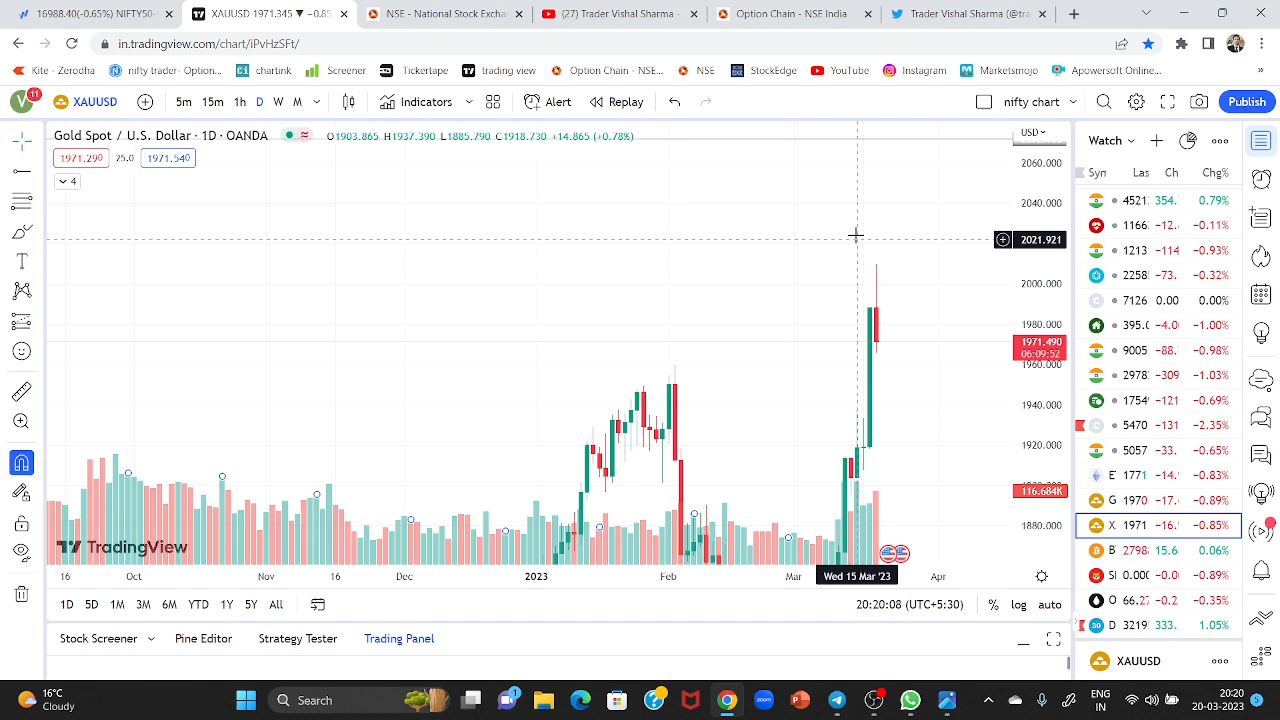 16988.40(-0.65%) NIFTY50- × XAUUSD 1971.345 ▼ −0.85 × NSE - National Stock Exchan × (27) Trader Vishal Sharma - × Option Chain - NSE India × Trader Vishal Sharma (@tra ×
in.tradingview.com/chart/iPvHzSFt/
Kite - Zerodha nifty trader- Option... chartink Screener Tickertape trading view Option Chain - NSE... NSE StockEdge YouTube Instagram Marketsmojo Apowersoft Online... »
V 11 XAUUSD 5m 15m 1h D W M Indicators Alert Replay nifty chart Publish
Gold Spot / U.S. Dollar · 1D · OANDA O1903.865 H1937.390 L1885.790 C1918.730 +14.865 (+0.78%) USD
1971.290 25.0 1971.540
4
2060.000
2040.000
2021.921
2000.000
1980.000
1971.490
06:09:52
1960.000
1940.000
1920.000
116.684K
1880.000
TradingView
16 Oct Nov 16 Dec 2023 Feb Mar Wed 15 Mar '23 Apr
1D 5D 1M 3M 6M YTD 1Y 5Y All 20:20:08 (UTC+5:30) % log auto
Stock Screener Pine Editor Strategy Tester Trading Panel
Watch
Syn Las Ch Chg%
4521 354. 0.79%
1166 −12. −0.11%
1213 −114 −0.93%
2258 −73. −0.32%
7126 0.00 0.00%
395.0 −4.0 −1.00%
9005 −88. −0.98%
2978 −309 −1.03%
1754 −121 −0.69%
5470 −131 −2.35%
5057 −33. −0.65%
E 1771 −14. −0.83%
G 1970 −17. −0.89%
X 1971 −16. −0.85%
B 2798 15.6 0.06%
SI 0.000 −0.0 −0.89%
O 66.27 −0.2 −0.35%
30 D 3219 333. 1.05%
XAUUSD
16°C
Cloudy
Search
1
zoom
ENG
IN
20:20
20-03-2023
5